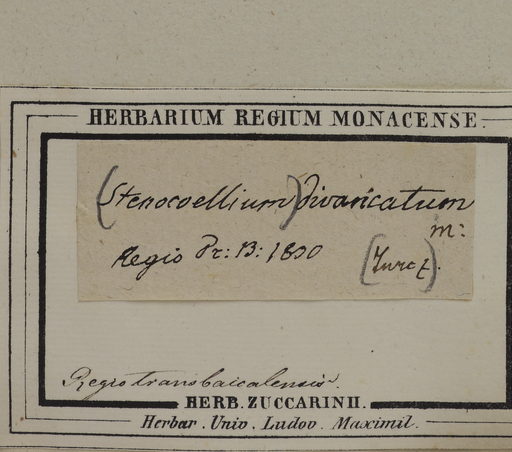 HERBARIUM REGIUM MONACENSE.
(Stenocoellium) divaricatum
m:
Regio Pr: B: 1830
(Turcz.)
Regio transbaicalensis.
HERB. ZUCCARINII.
Herbar. Univ. Ludov. Maximil.